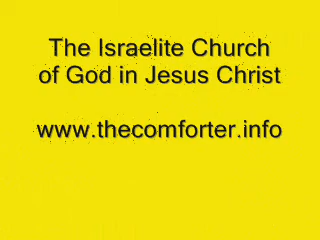 The Israelite Church
of God in Jesus Christ
www.thecomforter.info